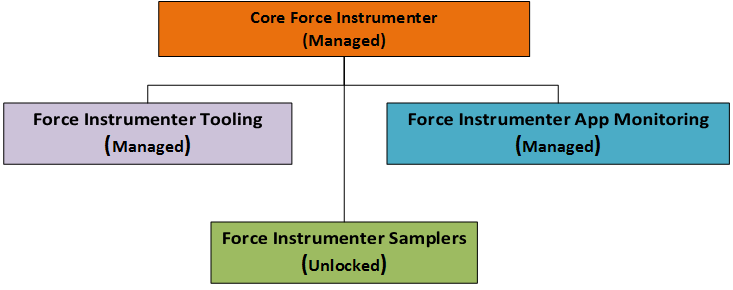 Core Force Instrumenter
(Managed)
Force Instrumenter Tooling
(Managed)
Force Instrumenter App Monitoring
(Managed)
Force Instrumenter Samplers
(Unlocked)